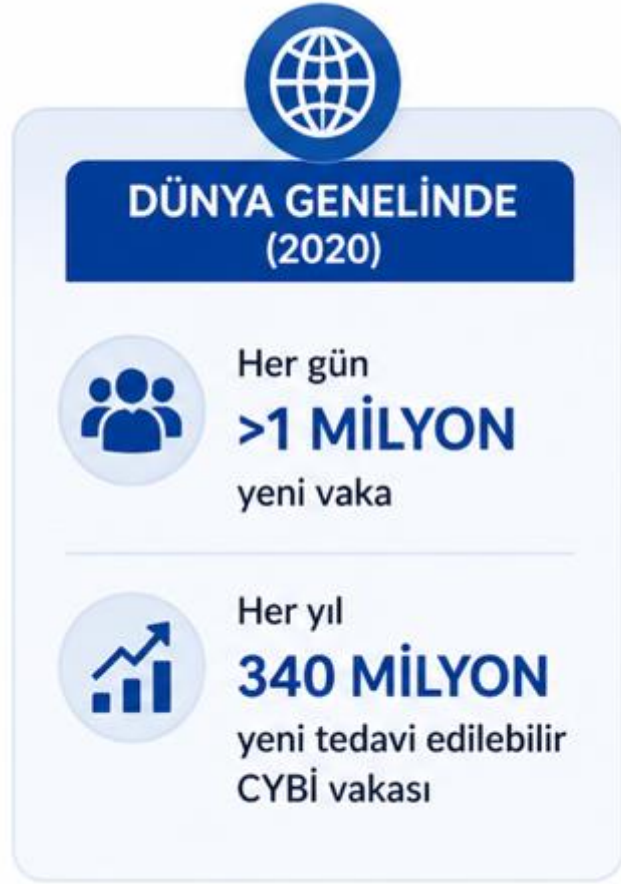 DÜNYA GENELİNDE
(2020)
Her gün
>1 MİLYON
yeni vaka
Her yıl
340 MİLYON
yeni tedavi edilebilir
CYBİ vakası